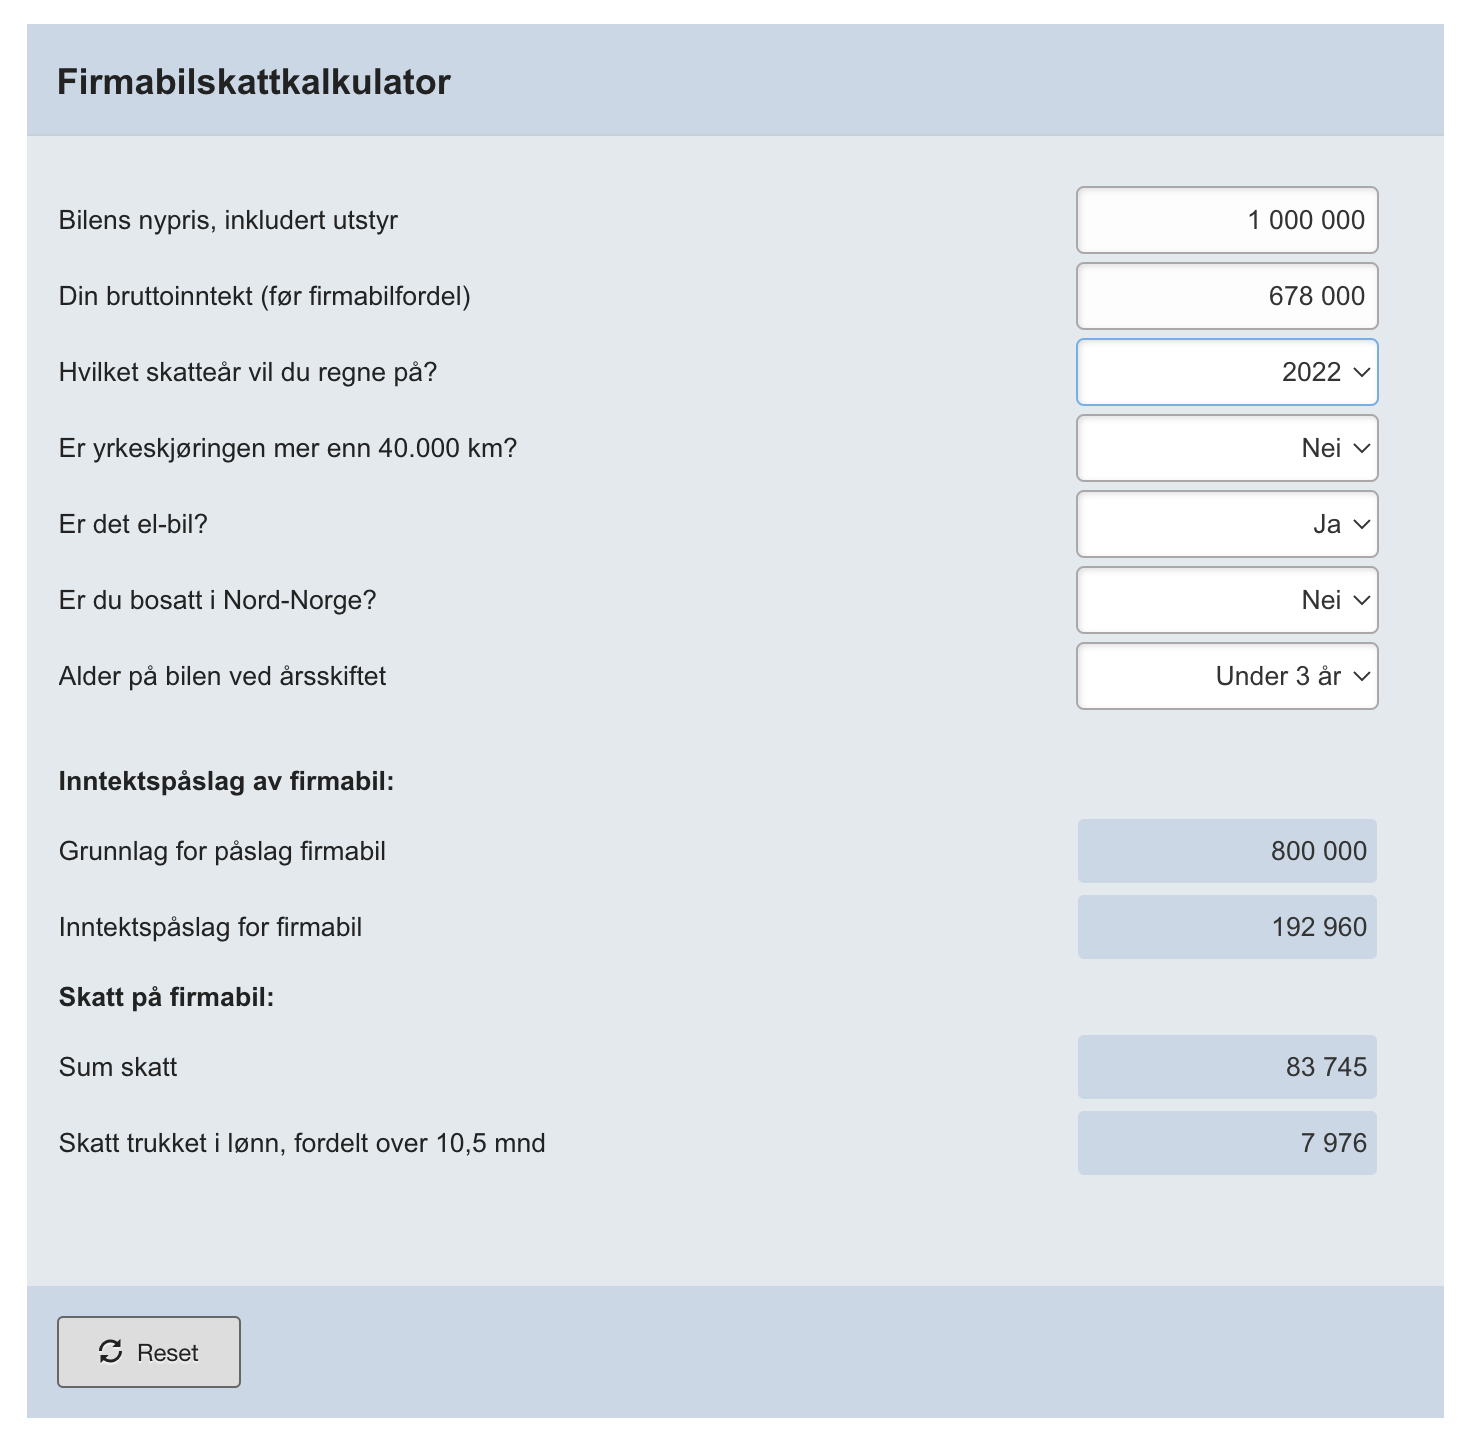 Firmabilskattkalkulator
Bilens nypris, inkludert utstyr 1 000 000
Din bruttoinntekt (før firmabilfordel) 678 000
Hvilket skatteår vil du regne på? 2022
Er yrkeskjøringen mer enn 40.000 km? Nei
Er det el-bil? Ja
Er du bosatt i Nord-Norge? Nei
Alder på bilen ved årsskiftet Under 3 år
Inntektspåslag av firmabil:
Grunnlag for påslag firmabil 800 000
Inntektspåslag for firmabil 192 960
Skatt på firmabil:
Sum skatt 83 745
Skatt trukket i lønn, fordelt over 10,5 mnd 7 976
Reset